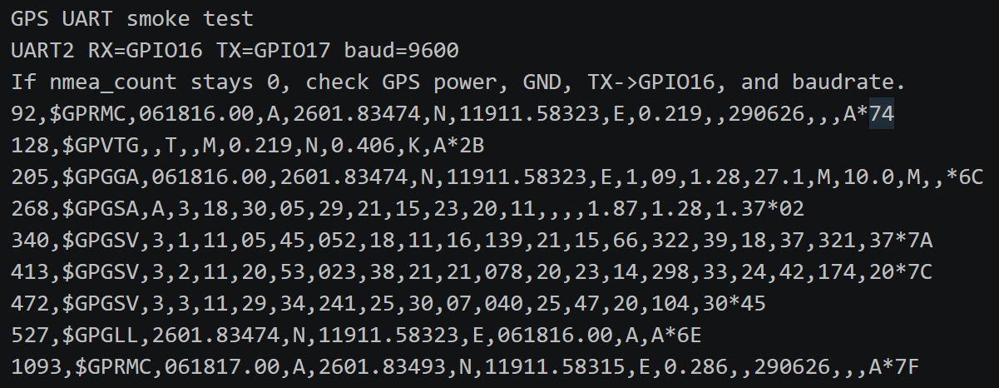 GPS UART smoke test
UART2 RX=GPIO16 TX=GPIO17 baud=9600
If nmea_count stays 0, check GPS power, GND, TX->GPIO16, and baudrate.
92,$GPRMC,061816.00,A,2601.83474,N,11911.58323,E,0.219,,290626,,,A*74
128,$GPVTG,,T,,M,0.219,N,0.406,K,A*2B
205,$GPGGA,061816.00,2601.83474,N,11911.58323,E,1,09,1.28,27.1,M,10.0,M,,*6C
268,$GPGSA,A,3,18,30,05,29,21,15,23,20,11,,,,1.87,1.28,1.37*02
340,$GPGSV,3,1,11,05,45,052,18,11,16,139,21,15,66,322,39,18,37,321,37*7A
413,$GPGSV,3,2,11,20,53,023,38,21,21,078,20,23,14,298,33,24,42,174,20*7C
472,$GPGSV,3,3,11,29,34,241,25,30,07,040,25,47,20,104,30*45
527,$GPGLL,2601.83474,N,11911.58323,E,061816.00,A,A*6E
1093,$GPRMC,061817.00,A,2601.83493,N,11911.58315,E,0.286,,290626,,,A*7F